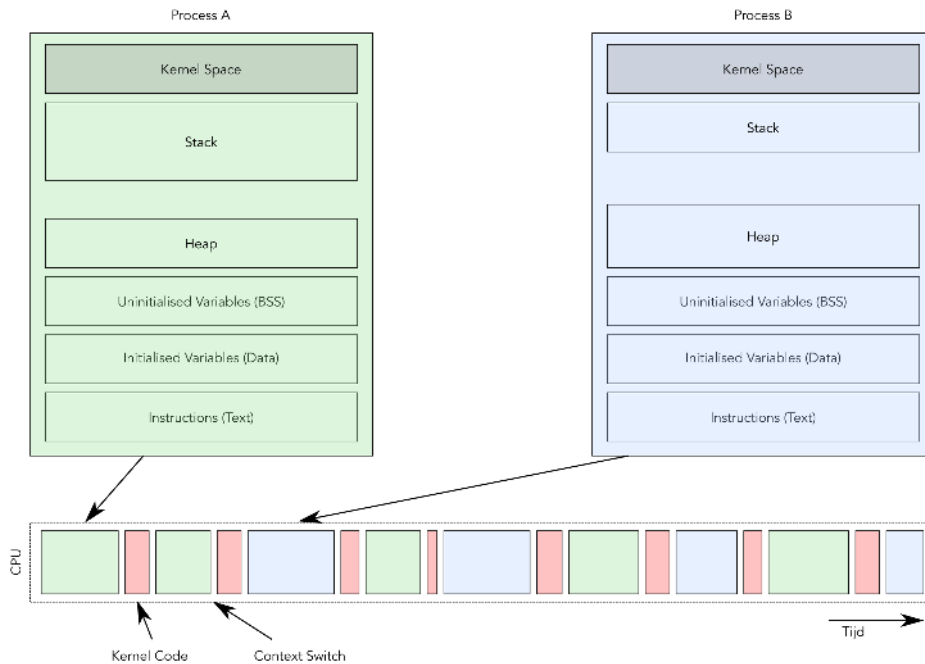 Process A
Process B
Kernel Space
Stack
Heap
Uninitialised Variables (BSS)
Initialised Variables (Data)
Instructions (Text)
Kernel Space
Stack
Heap
Uninitialised Variables (BSS)
Initialised Variables (Data)
Instructions (Text)
CPU
Kernel Code
Context Switch
Tijd